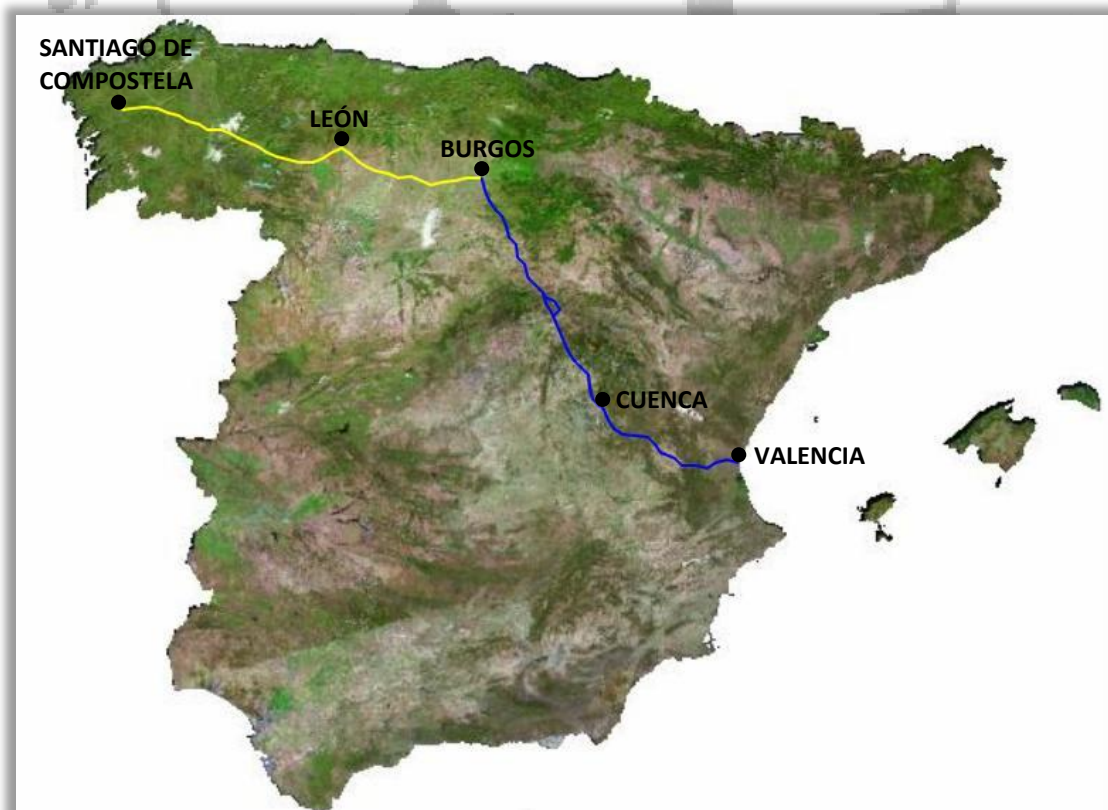 SANTIAGO DE
COMPOSTELA
LEÓN
BURGOS
CUENCA
VALENCIA